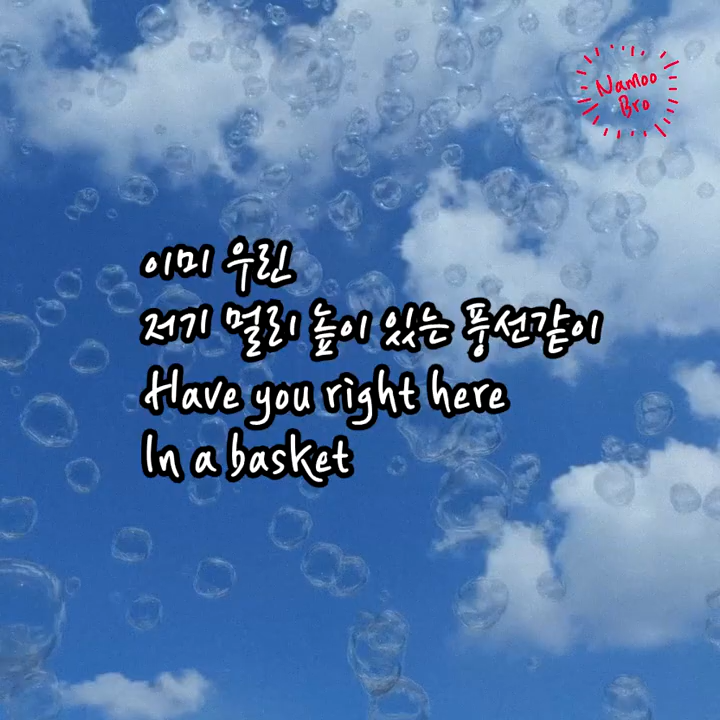 Namoo
Bro
이미 우린
저기 멀리 높이 있는 풍선같이
Have you right here
In a basket